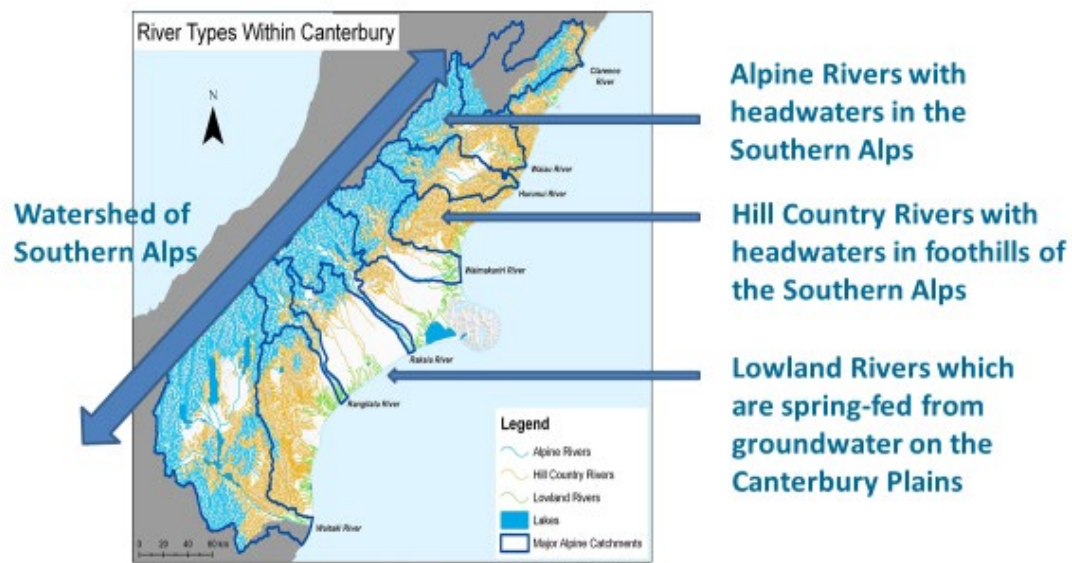 River Types Within Canterbury
N
Clarence
River
Waiau River
Hurunui River
Waimakariri River
Rakaia River
Rangitata River
Waitaki River
0 20 40 60 km
Legend
Alpine Rivers
Hill Country Rivers
Lowland Rivers
Lakes
Major Alpine Catchments
Watershed of
Southern Alps
Alpine Rivers with
headwaters in the
Southern Alps
Hill Country Rivers with
headwaters in foothills of
the Southern Alps
Lowland Rivers which
are spring-fed from
groundwater on the
Canterbury Plains